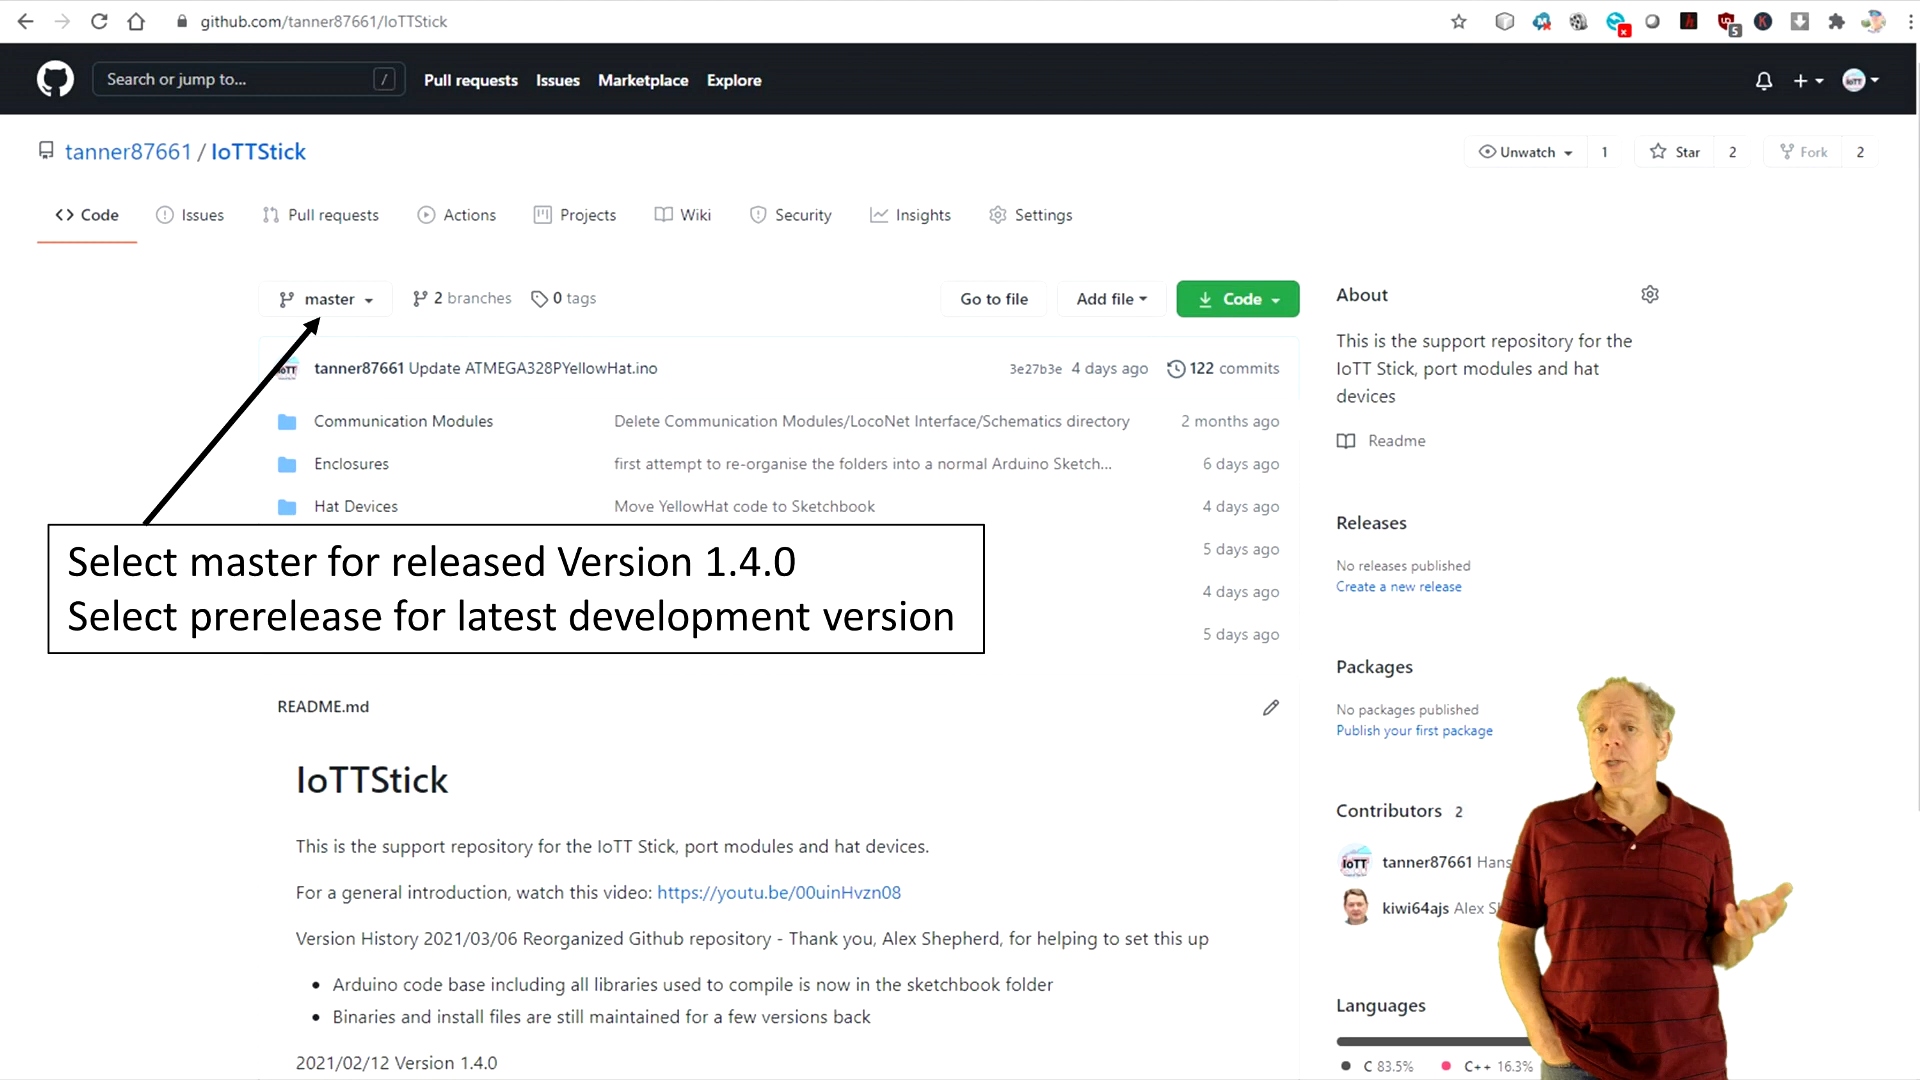 github.com/tanner87661/IoTTStick
5
Search or jump to... /
Pull requests Issues Marketplace Explore
tanner87661 / IoTTStick
Unwatch 1 Star 2 Fork 2
Code Issues Pull requests Actions Projects Wiki Security Insights Settings
master 2 branches 0 tags Go to file Add file Code
tanner87661 Update ATMEGA328PYellowHat.ino 3e27b3e 4 days ago 122 commits
Communication Modules Delete Communication Modules/LocoNet Interface/Schematics directory 2 months ago
Enclosures first attempt to re-organise the folders into a normal Arduino Sketch... 6 days ago
Hat Devices Move YellowHat code to Sketchbook 4 days ago
5 days ago
4 days ago
5 days ago
Select master for released Version 1.4.0
Select prerelease for latest development version
README.md
IoTTStick
This is the support repository for the IoTT Stick, port modules and hat devices.
For a general introduction, watch this video: https://youtu.be/00uinHvzn08
Version History 2021/03/06 Reorganized Github repository - Thank you, Alex Shepherd, for helping to set this up
Arduino code base including all libraries used to compile is now in the sketchbook folder
Binaries and install files are still maintained for a few versions back
2021/02/12 Version 1.4.0
About
This is the support repository for the
IoTT Stick, port modules and hat
devices
Readme
Releases
No releases published
Create a new release
Packages
No packages published
Publish your first package
Contributors 2
IoTT tanner87661 Hans
kiwi64ajs Alex
Languages
C 83.5% C++ 16.3%